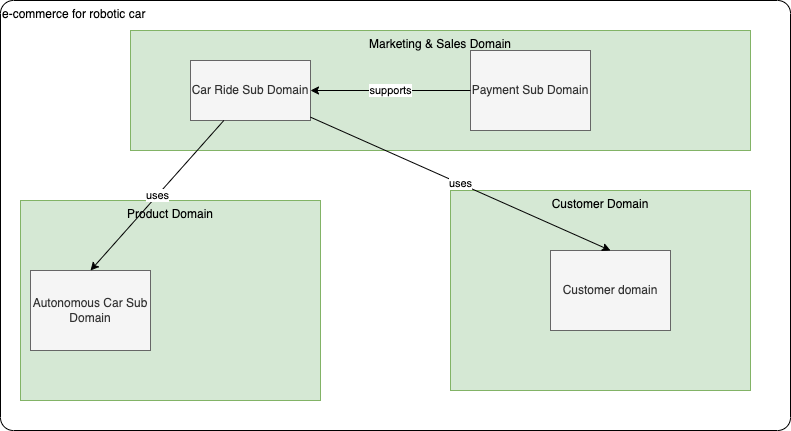 e-commerce for robotic car
Marketing & Sales Domain
Car Ride Sub Domain
supports
Payment Sub Domain
uses
uses
Product Domain
Customer Domain
Autonomous Car Sub
Domain
Customer domain